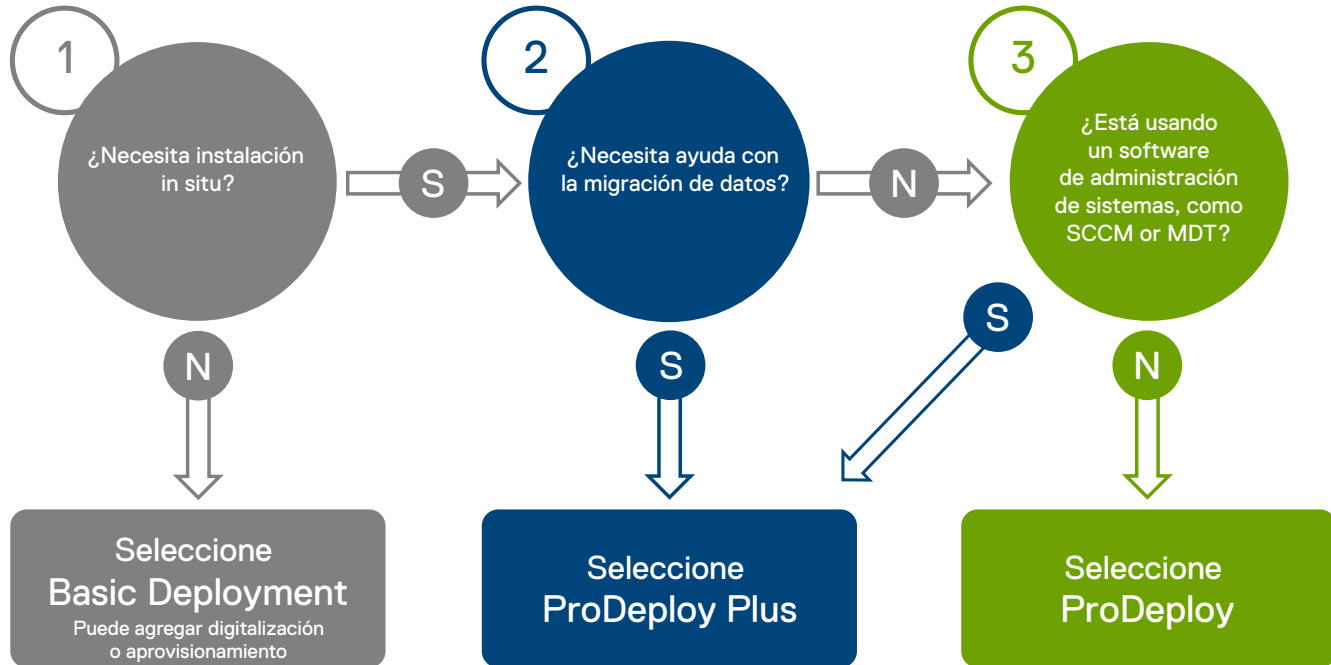 1
¿Necesita instalación
in situ?
S
2
¿Necesita ayuda con
la migración de datos?
N
3
¿Está usando
un software
de administración
de sistemas, como
SCCM or MDT?
N
S
S
N
Seleccione
Basic Deployment
Puede agregar digitalización
o aprovisionamiento
Seleccione
ProDeploy Plus
Seleccione
ProDeploy